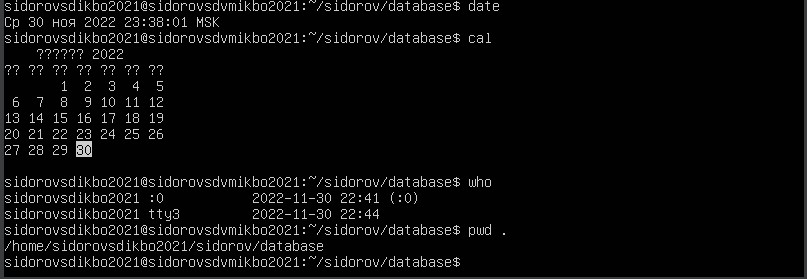 sidorovsdikbo2021@sidorovsdvmikbo2021:~/sidorov/database$ date
Ср 30 ноя 2022 23:38:01 MSK
sidorovsdikbo2021@sidorovsdvmikbo2021:~/sidorov/database$ cal
    ?????? 2022
?? ?? ?? ?? ?? ?? ??
       1  2  3  4  5
 6  7  8  9 10 11 12
13 14 15 16 17 18 19
20 21 22 23 24 25 26
27 28 29 30
sidorovsdikbo2021@sidorovsdvmikbo2021:~/sidorov/database$ who
sidorovsdikbo2021 :0           2022-11-30 22:41 (:0)
sidorovsdikbo2021 tty3         2022-11-30 22:44
sidorovsdikbo2021@sidorovsdvmikbo2021:~/sidorov/database$ pwd .
/home/sidorovsdikbo2021/sidorov/database
sidorovsdikbo2021@sidorovsdvmikbo2021:~/sidorov/database$